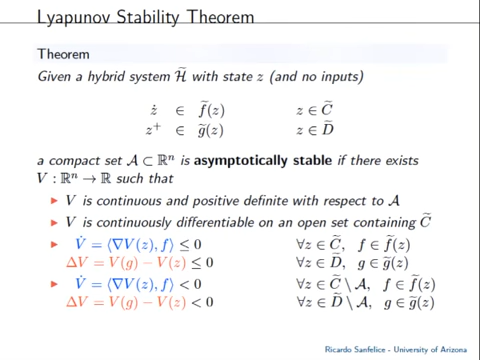 Lyapunov Stability Theorem
Theorem
Given a hybrid system H̃ with state z (and no inputs)
ż ∈ f̃(z) z ∈ C̃
z⁺ ∈ g̃(z) z ∈ D̃
a compact set 𝒜 ⊂ ℝⁿ is asymptotically stable if there exists
V : ℝⁿ → ℝ such that
▶ V is continuous and positive definite with respect to 𝒜
▶ V is continuously differentiable on an open set containing C̃
▶ V̇ = ⟨∇V(z), f⟩ ≤ 0 ∀z ∈ C̃, f ∈ f̃(z)
ΔV = V(g) − V(z) ≤ 0 ∀z ∈ D̃, g ∈ g̃(z)
▶ V̇ = ⟨∇V(z), f⟩ < 0 ∀z ∈ C̃ \ 𝒜, f ∈ f̃(z)
ΔV = V(g) − V(z) < 0 ∀z ∈ D̃ \ 𝒜, g ∈ g̃(z)
Ricardo Sanfelice - University of Arizona